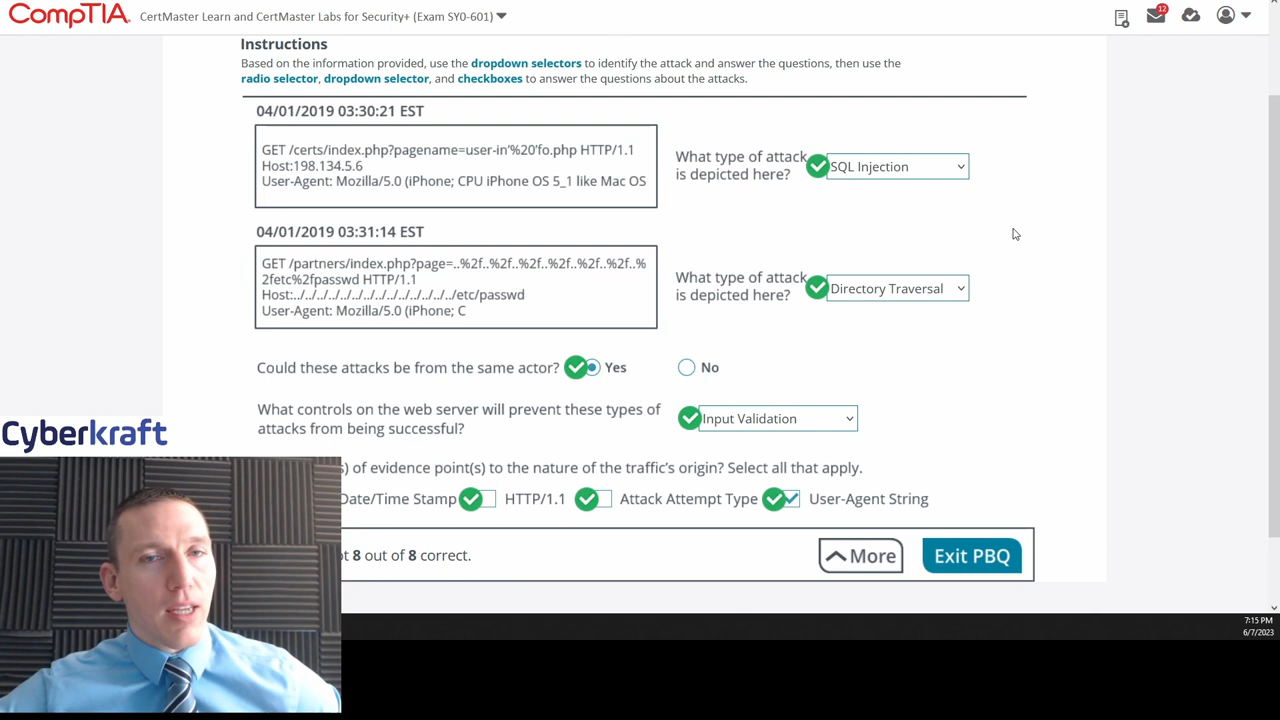 CompTIA. CertMaster Learn and CertMaster Labs for Security+ (Exam SY0-601)
12
Instructions
Based on the information provided, use the dropdown selectors to identify the attack and answer the questions, then use the
radio selector, dropdown selector, and checkboxes to answer the questions about the attacks.
04/01/2019 03:30:21 EST
GET /certs/index.php?pagename=user-in'%20'fo.php HTTP/1.1
Host:198.134.5.6
User-Agent: Mozilla/5.0 (iPhone; CPU iPhone OS 5_1 like Mac OS
What type of attack
is depicted here?
SQL Injection
04/01/2019 03:31:14 EST
GET /partners/index.php?page=..%2f..%2f..%2f..%2f..%2f..%2f..%
2fetc%2fpasswd HTTP/1.1
Host:../../../../../../../../../../../../../../etc/passwd
User-Agent: Mozilla/5.0 (iPhone; C
What type of attack
is depicted here?
Directory Traversal
Could these attacks be from the same actor? Yes No
What controls on the web server will prevent these types of
attacks from being successful?
Input Validation
Cyberkraft
s) of evidence point(s) to the nature of the traffic's origin? Select all that apply.
Date/Time Stamp HTTP/1.1 Attack Attempt Type User-Agent String
t 8 out of 8 correct.
More
Exit PBQ
7:15 PM
6/7/2023